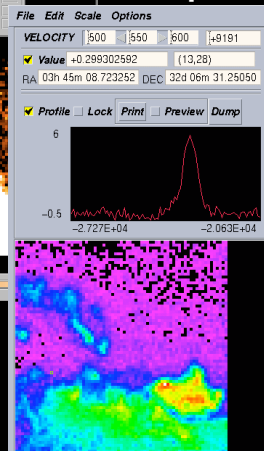 File Edit Scale Options
VELOCITY 500 550 600 +9191
Value +0.299302592 (13,28)
RA 03h 45m 08.723252 DEC 32d 06m 31.25050
Profile Lock Print Preview Dump
6
-0.5
-2.727e+04 -2.063e+04